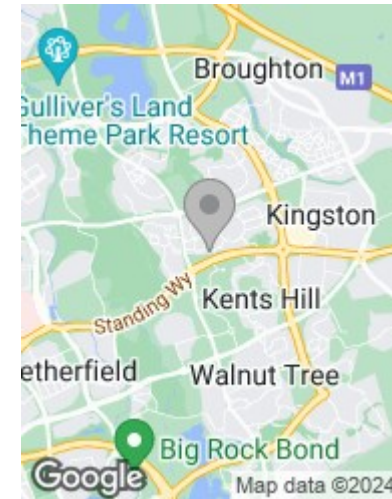 Broughton
M1
Gulliver's Land
Theme Park Resort
Kingston
Standing Wy
Kents Hill
etherfield
Walnut Tree
Big Rock Bond
Google
Map data ©2024